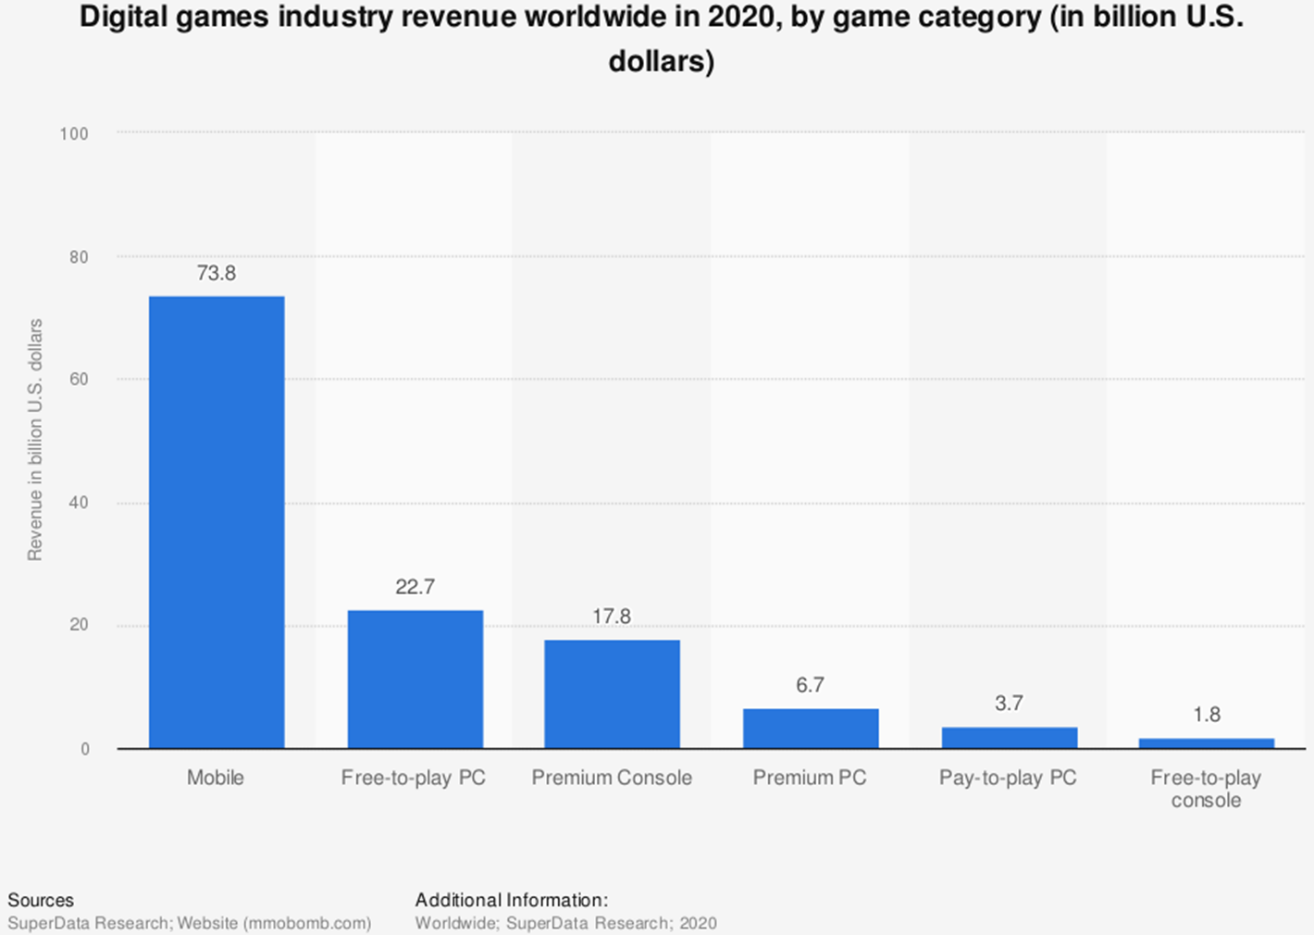 Digital games industry revenue worldwide in 2020, by game category (in billion U.S.
dollars)
Revenue in billion U.S. dollars
100
80
60
40
20
0
73.8
22.7
17.8
6.7
3.7
1.8
Mobile
Free-to-play PC
Premium Console
Premium PC
Pay-to-play PC
Free-to-play
console
Sources
SuperData Research; Website (mmobomb.com)
Additional Information:
Worldwide; SuperData Research; 2020